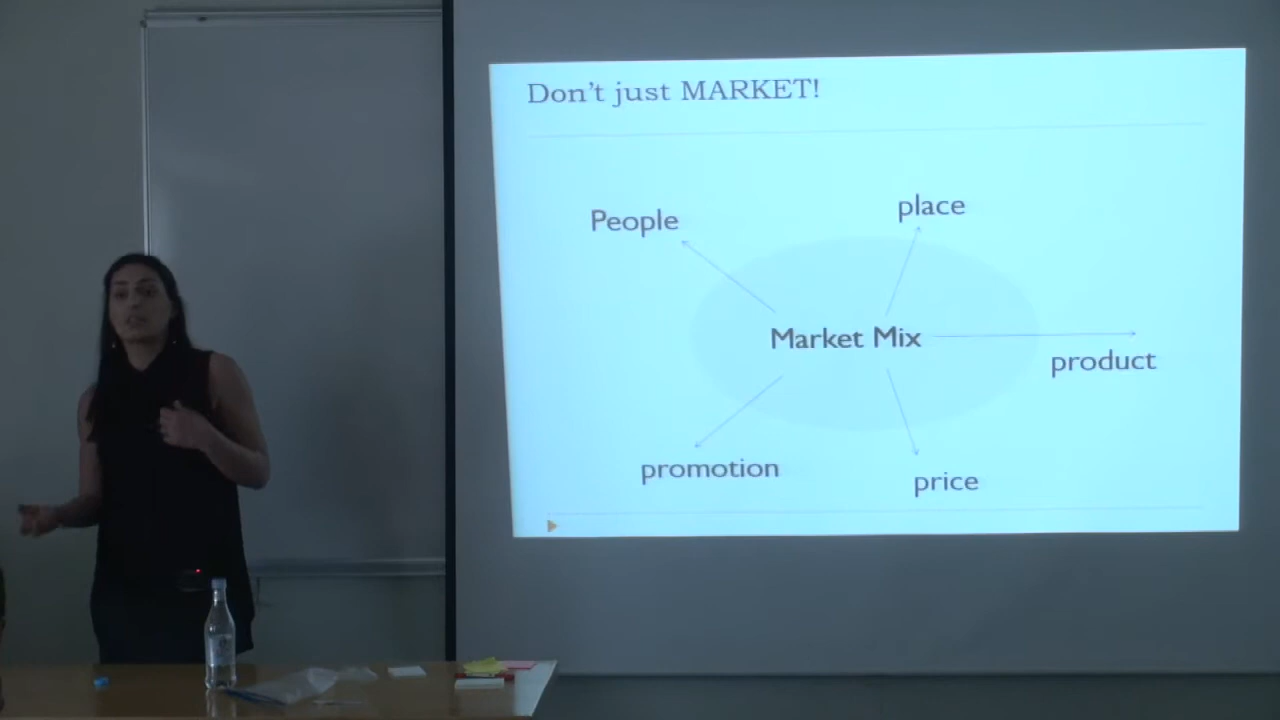 Don't just MARKET!
People
place
Market Mix
product
promotion
price